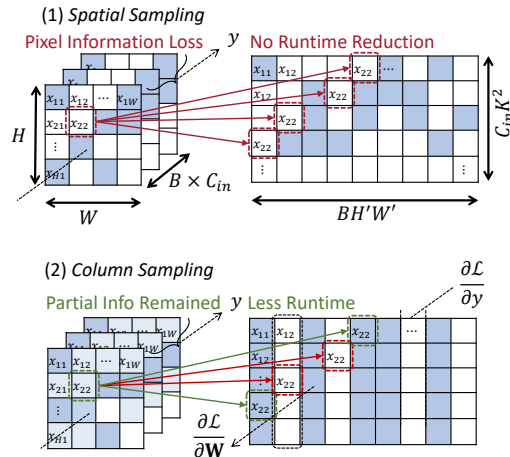 (1) Spatial Sampling
Pixel Information Loss
y
No Runtime Reduction
x₁₁ x₁₂ ⋯ x₁W
x₂₁ x₂₂
⋮
xH1
H
W
B × Cᵢₙ
x₁₁ x₁₂ x₂₂ ⋯
x₂₂
x₂₂
x₂₂
⋮ ⋮
CᵢₙK²
BH'W'
(2) Column Sampling
Partial Info Remained
y
Less Runtime
∂ℒ/∂y
x₁₁ x₁₂ ⋯ x₁W
x₂₁ x₂₂
⋮
xH1
x₁₁ x₁₂ x₂₂ ⋯
x₁₂ x₂₂
⋮ x₂₂
x₂₂
∂ℒ/∂𝐖